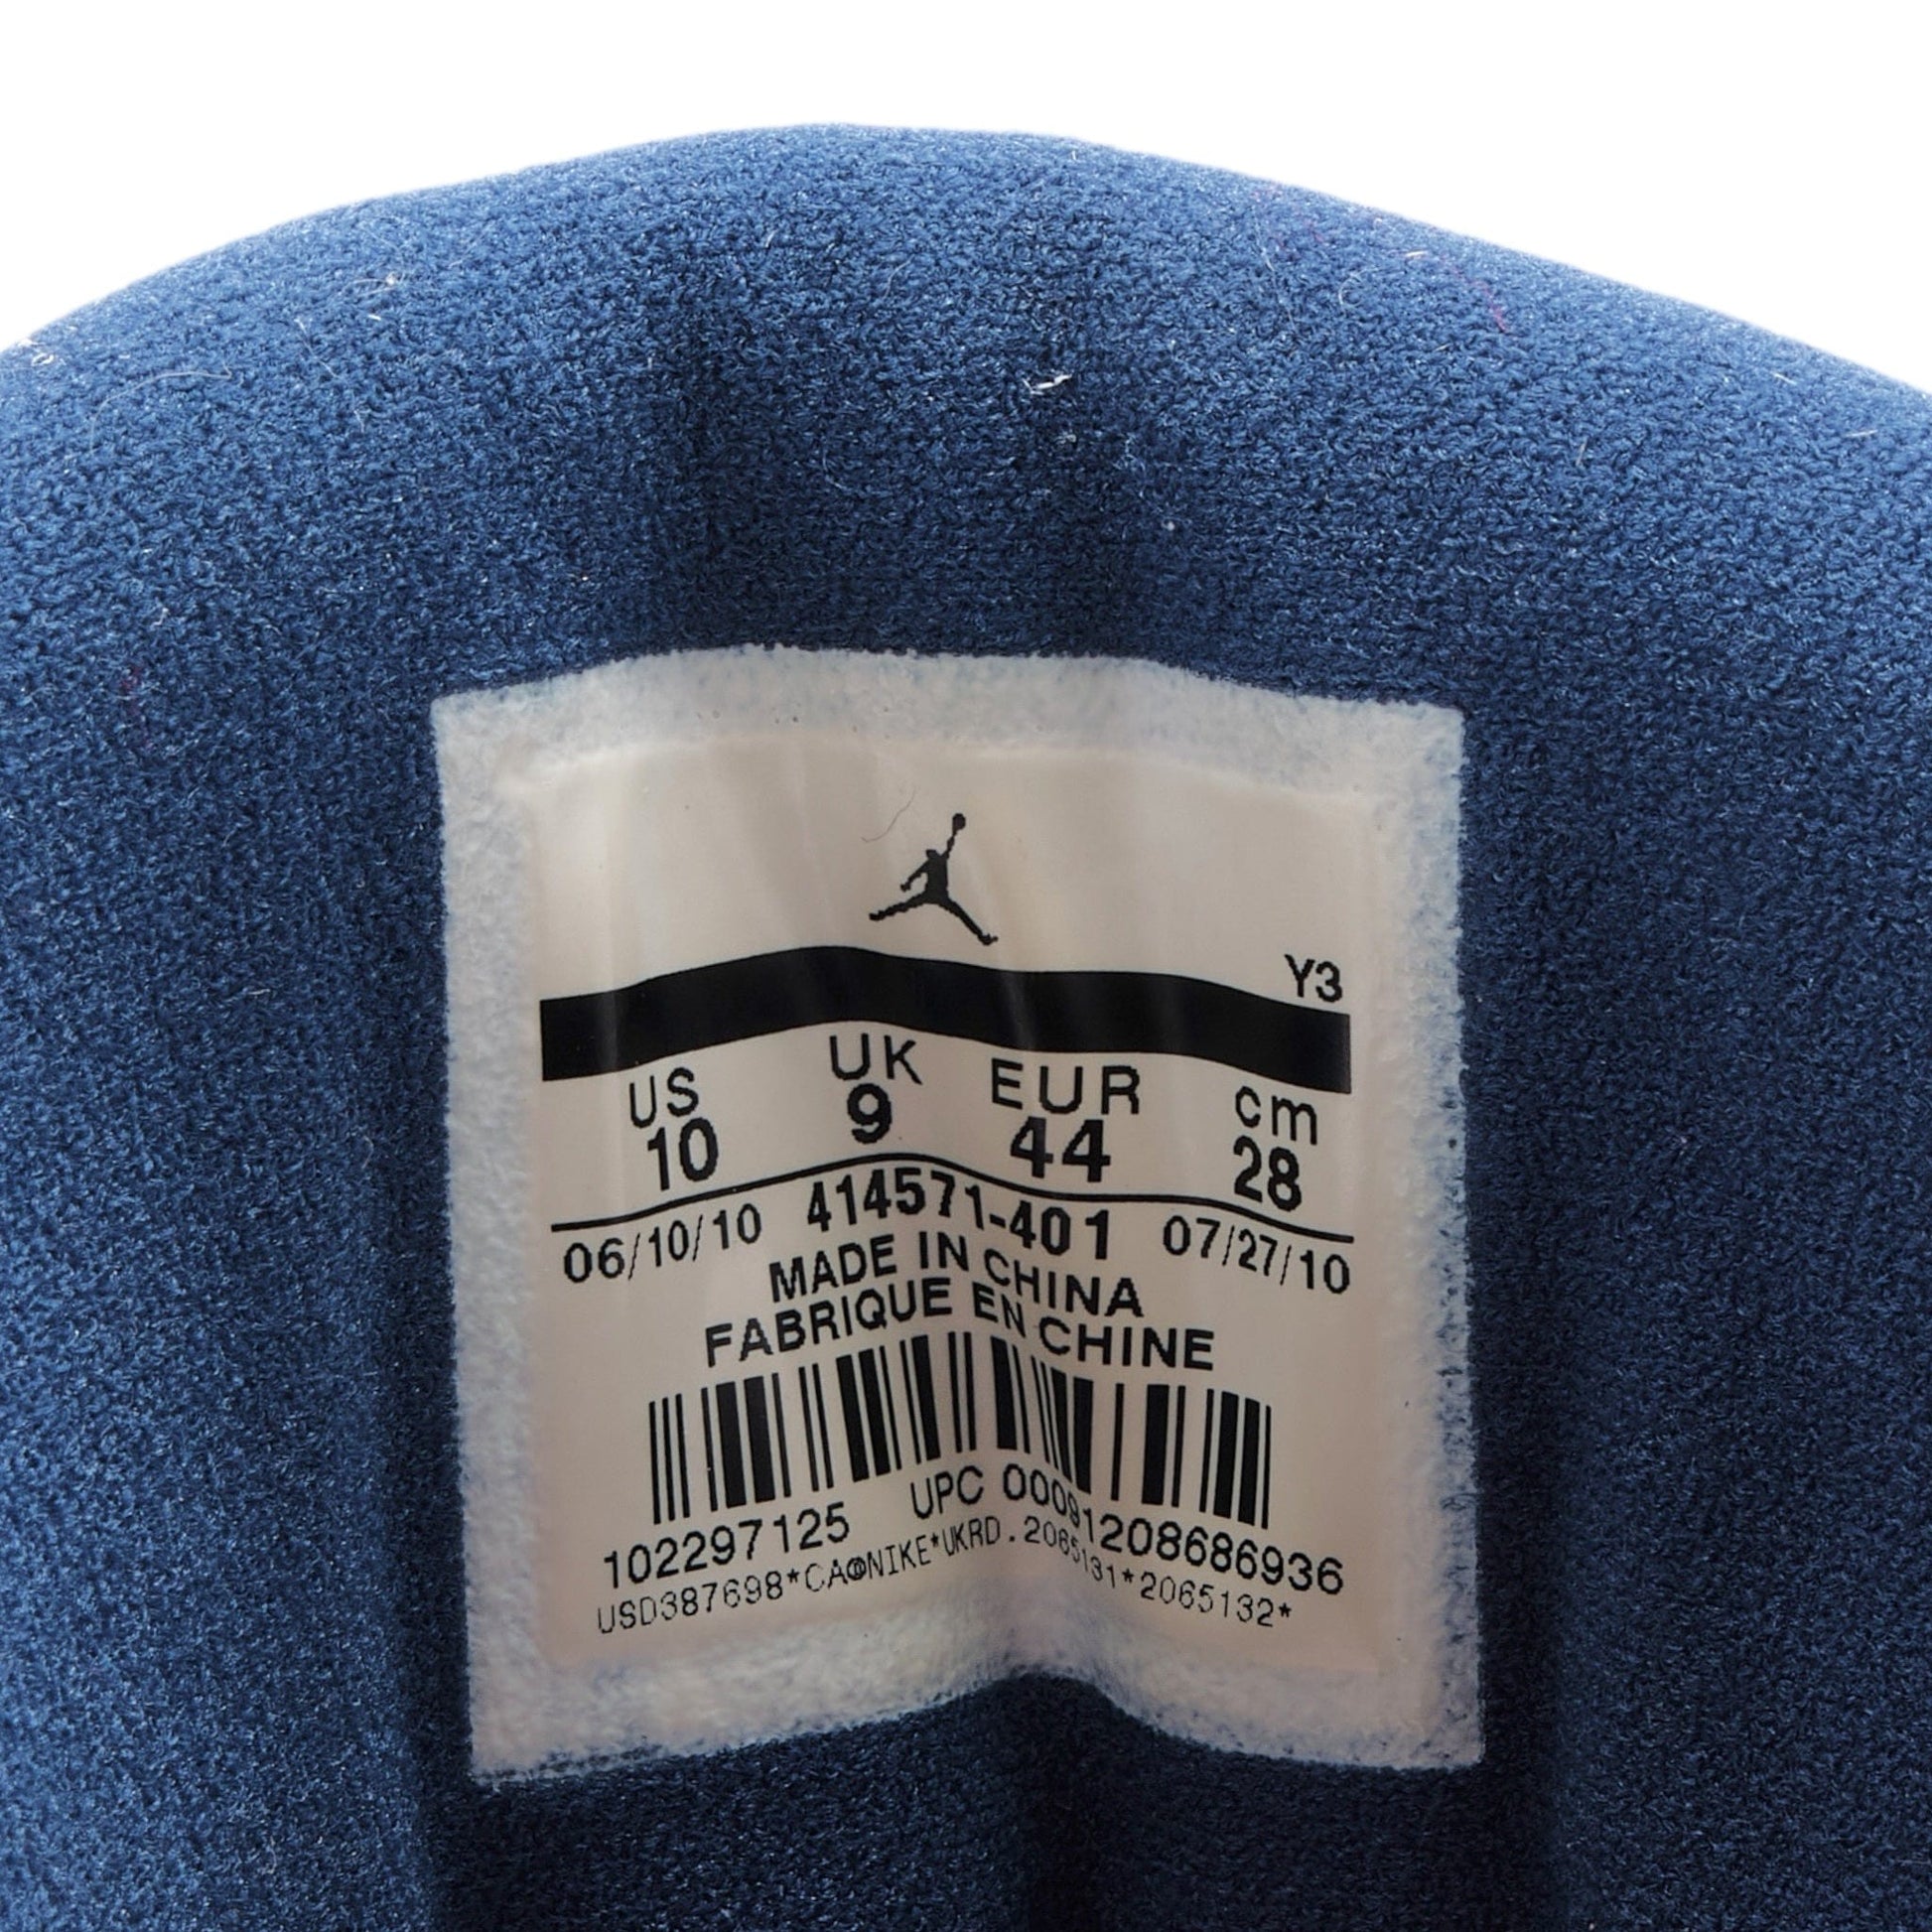 Y3
US UK EUR cm
10 9 44 28
06/10/10 414571-401 07/27/10
MADE IN CHINA
FABRIQUE EN CHINE
102297125 UPC 00091208686936
USD387698*CA®NIKE*UKRD.2065131*2065132*